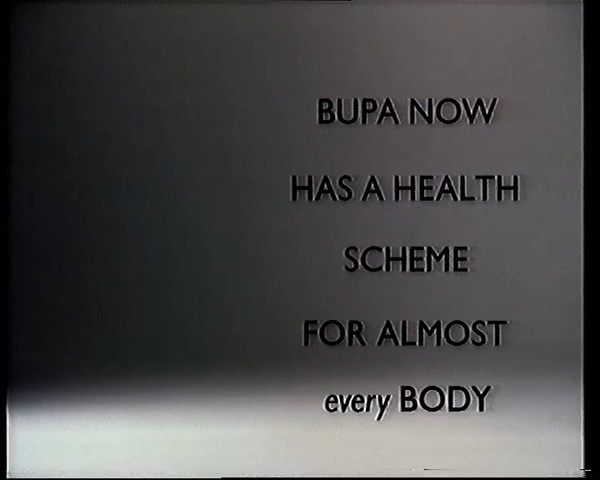 BUPA NOW
HAS A HEALTH
SCHEME
FOR ALMOST
every BODY